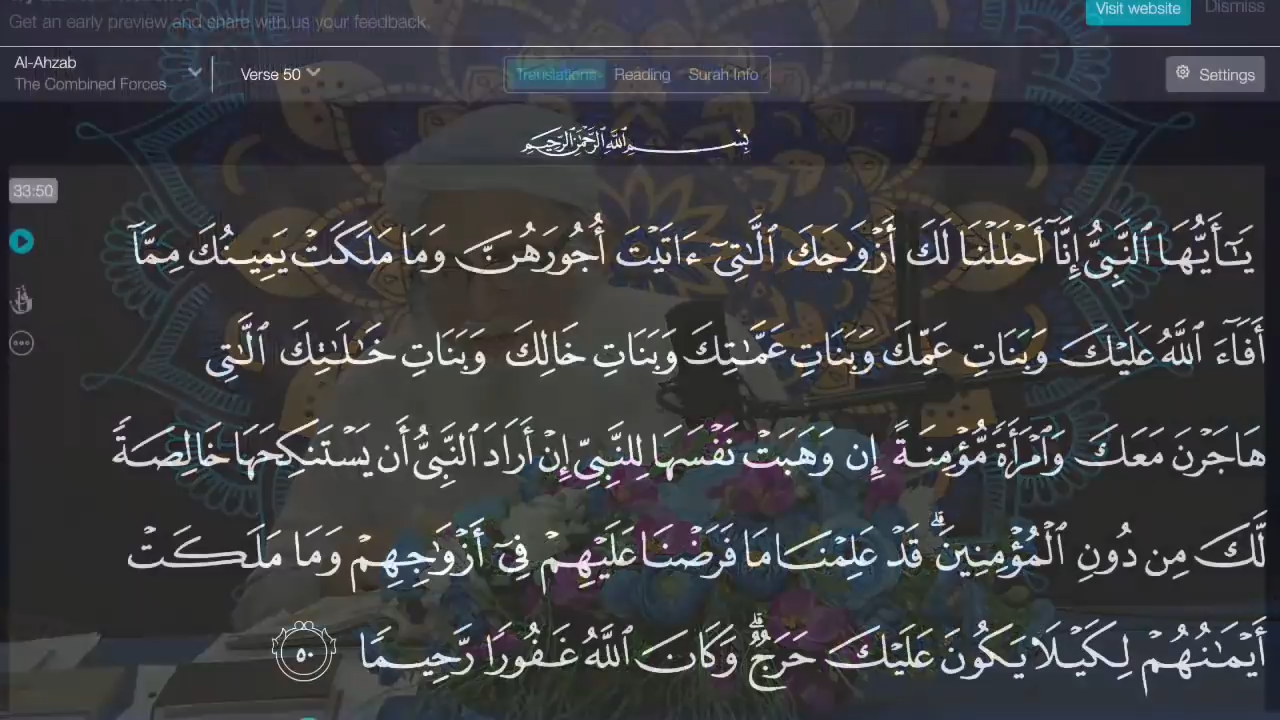 Get an early preview and share with us your feedback.
Visit website
Dismiss
Al-Ahzab
The Combined Forces
Verse 50
Translations
Reading
Surah Info
Settings
بِسْمِ ٱللَّهِ ٱلرَّحْمَٰنِ ٱلرَّحِيمِ
33:50
يَـٰٓأَيُّهَا ٱلنَّبِىُّ إِنَّآ أَحْلَلْنَا لَكَ أَزْوَٰجَكَ ٱلَّـٰتِىٓ ءَاتَيْتَ أُجُورَهُنَّ وَمَا مَلَكَتْ يَمِينُكَ مِمَّآ
أَفَآءَ ٱللَّهُ عَلَيْكَ وَبَنَاتِ عَمِّكَ وَبَنَاتِ عَمَّـٰتِكَ وَبَنَاتِ خَالِكَ وَبَنَاتِ خَـٰلَـٰتِكَ ٱلَّـٰتِى
هَاجَرْنَ مَعَكَ وَٱمْرَأَةً مُّؤْمِنَةً إِن وَهَبَتْ نَفْسَهَا لِلنَّبِىِّ إِنْ أَرَادَ ٱلنَّبِىُّ أَن يَسْتَنكِحَهَا خَالِصَةً
لَّكَ مِن دُونِ ٱلْمُؤْمِنِينَ ۗ قَدْ عَلِمْنَا مَا فَرَضْنَا عَلَيْهِمْ فِىٓ أَزْوَٰجِهِمْ وَمَا مَلَكَتْ
أَيْمَـٰنُهُمْ لِكَيْلَا يَكُونَ عَلَيْكَ حَرَجٌ ۗ وَكَانَ ٱللَّهُ غَفُورًا رَّحِيمًا ٥٠